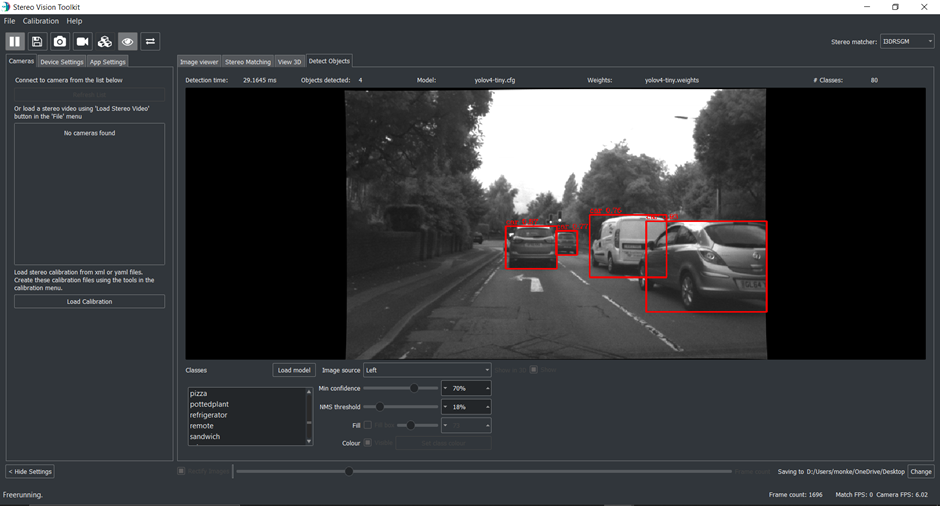 Stereo Vision Toolkit
File Calibration Help
Stereo matcher: I3DRSGM
Cameras Device Settings App Settings
Image viewer Stereo Matching View 3D Detect Objects
Connect to camera from the list below
Or load a stereo video using 'Load Stereo Video'
button in the 'File' menu
No cameras found
Load stereo calibration from xml or yaml files.
Create these calibration files using the tools in the
calibration menu.
Load Calibration
Detection time: 29.1645 ms Objects detected: 4 Model: yolov4-tiny.cfg Weights: yolov4-tiny.weights # Classes: 80
Classes Load model Image source Left
pizza
pottedplant
refrigerator
remote
sandwich
Min confidence 70%
NMS threshold 18%
Fill
Colour
< Hide Settings
Saving to D:/Users/monke/OneDrive/Desktop Change
Freerunning.
Frame count: 1696 Match FPS: 0 Camera FPS: 6.02